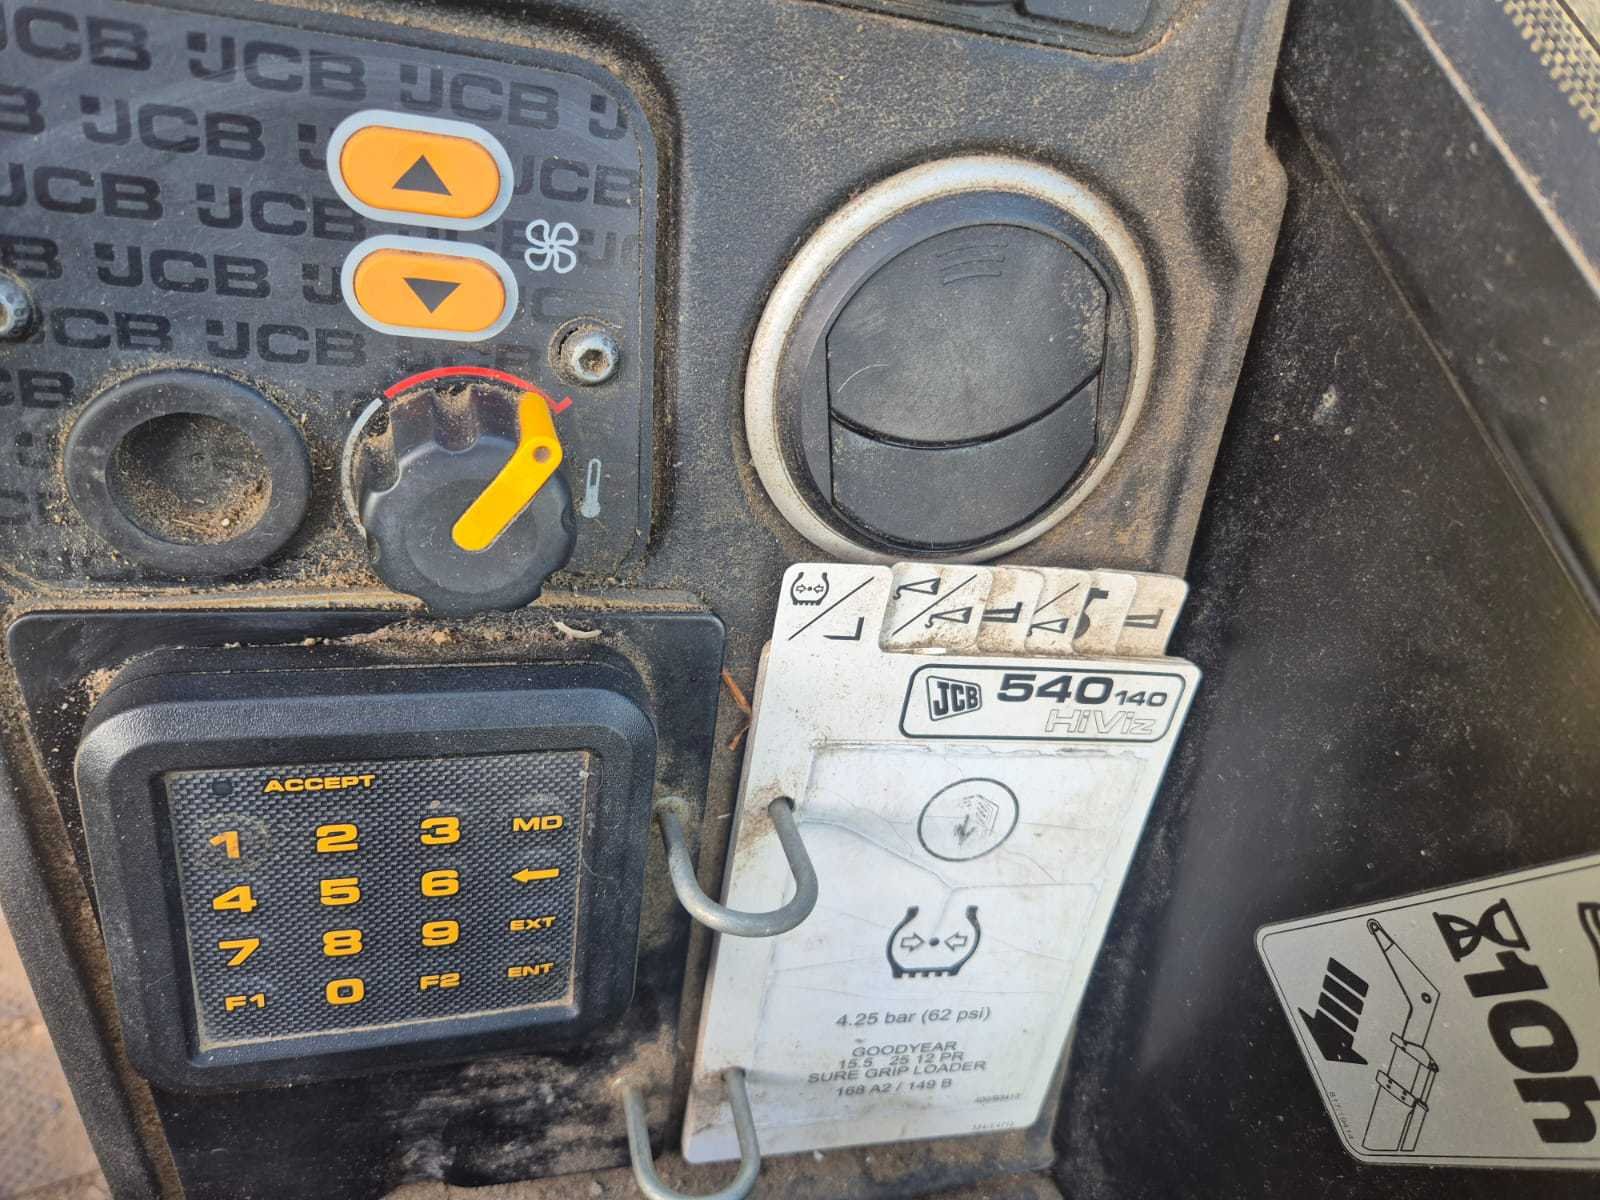 JCB JCB JCB
JCB
JCB
JCB JCB JCB
JCB
JCB JCB
JCB
ACCEPT
1 2 3 MD
4 5 6
7 8 9 EXT
F1 0 F2 ENT
JCB 540 140
HiViz
4.25 bar (62 psi)
GOODYEAR
15.5 25 12 PR
SURE GRIP LOADER
168 A2 / 149 B
10h
40h